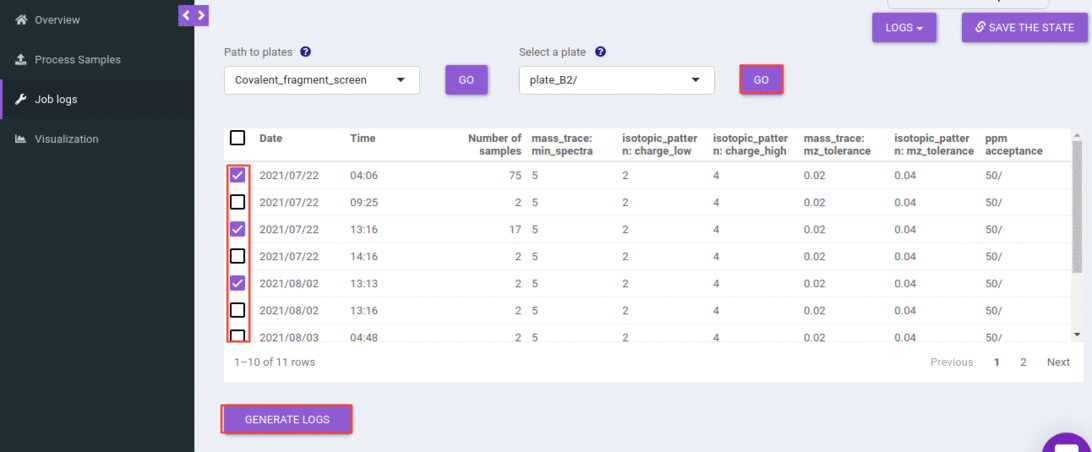 Overview
Process Samples
Job logs
Visualization
LOGS
SAVE THE STATE
Path to plates ?
Select a plate ?
Covalent_fragment_screen
GO
plate_B2/
GO
Date Time Number of samples mass_trace: min_spectra isotopic_patter n: charge_low isotopic_patter n: charge_high mass_trace: mz_tolerance isotopic_patter n: mz_tolerance ppm acceptance
2021/07/22 04:06 75 5 2 4 0.02 0.04 50/
2021/07/22 09:25 2 5 2 4 0.02 0.04 50/
2021/07/22 13:16 17 5 2 4 0.02 0.04 50/
2021/07/22 14:16 2 5 2 4 0.02 0.04 50/
2021/08/02 13:13 2 5 2 4 0.02 0.04 50/
2021/08/02 13:16 2 5 2 4 0.02 0.04 50/
2021/08/03 04:48 2 5 2 4 0.02 0.04 50/
1–10 of 11 rows
Previous 1 2 Next
GENERATE LOGS